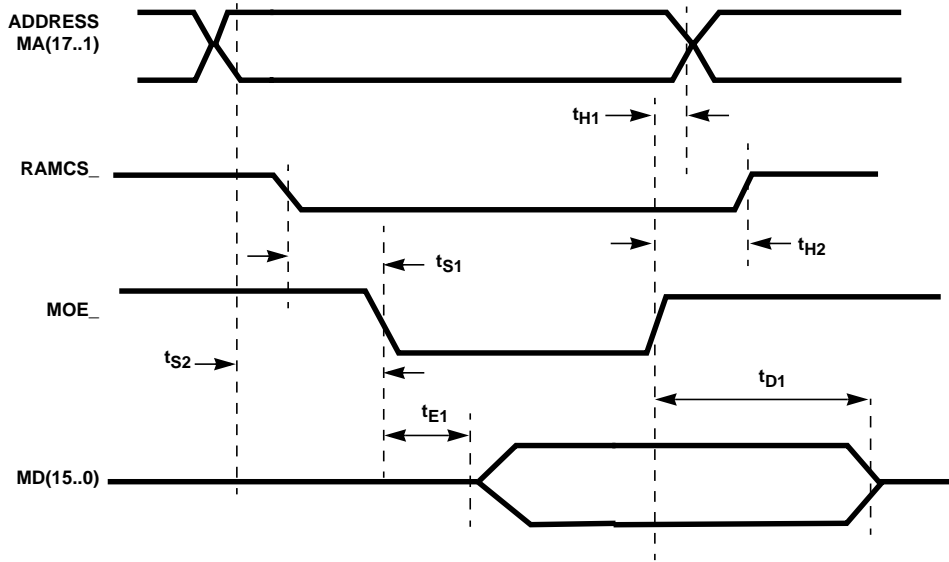 ADDRESS
MA(17..1)
tH1
RAMCS_
tS1
tH2
MOE_
tS2
tD1
tE1
MD(15..0)